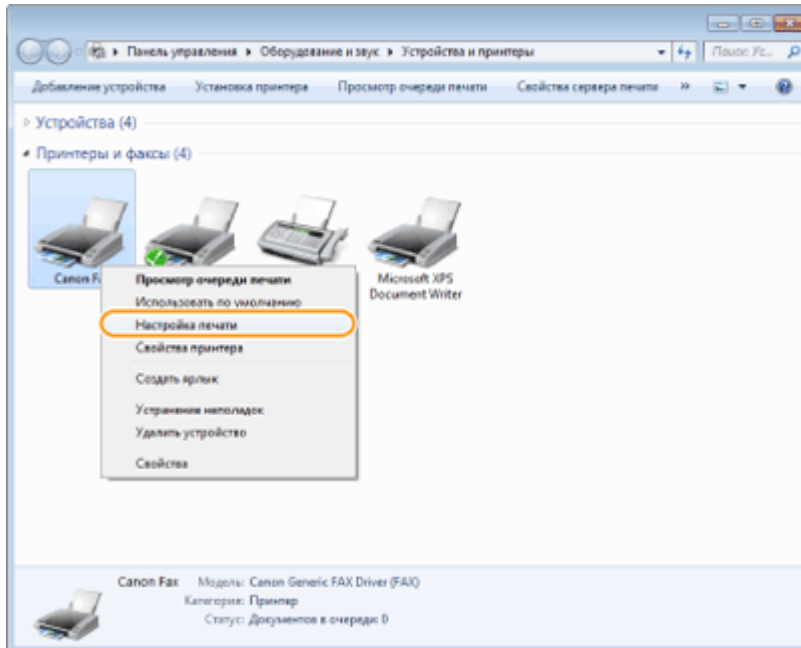 Панель управления ▸ Оборудование и звук ▸ Устройства и принтеры
Поиск: Ус...
Добавление устройства Установка принтера Просмотр очереди печати Свойства сервера печати »
Устройства (4)
Принтеры и факсы (4)
Canon
Microsoft XPS
Document Writer
Просмотр очереди печати
Использовать по умолчанию
Настройка печати
Свойства принтера
Создать ярлык
Устранение неполадок
Удалить устройство
Свойства
Canon Fax Модель: Canon Generic FAX Driver (FAX)
Категория: Принтер
Статус: Документов в очереди: 0